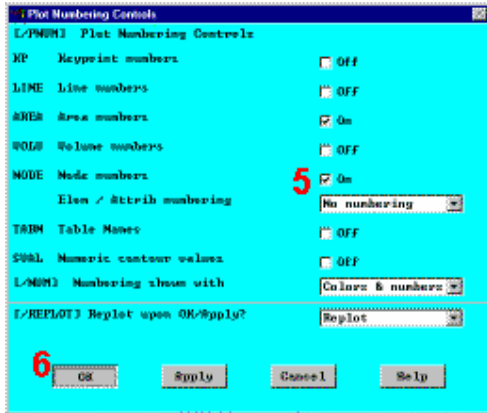 Plot Numbering Controls
[/PNUM] Plot Numbering Controls
KP Keypoint numbers Off
LINE Line numbers Off
AREA Area numbers On
VOLU Volume numbers Off
NODE Node numbers 5 On
Elem / Attrib numbering No numbering
TABN Table Names Off
SVAL Numeric contour values Off
[/NUM] Numbering shown with Colors & numbers
[/REPLOT] Replot upon OK/Apply? Replot
6 OK Apply Cancel Help